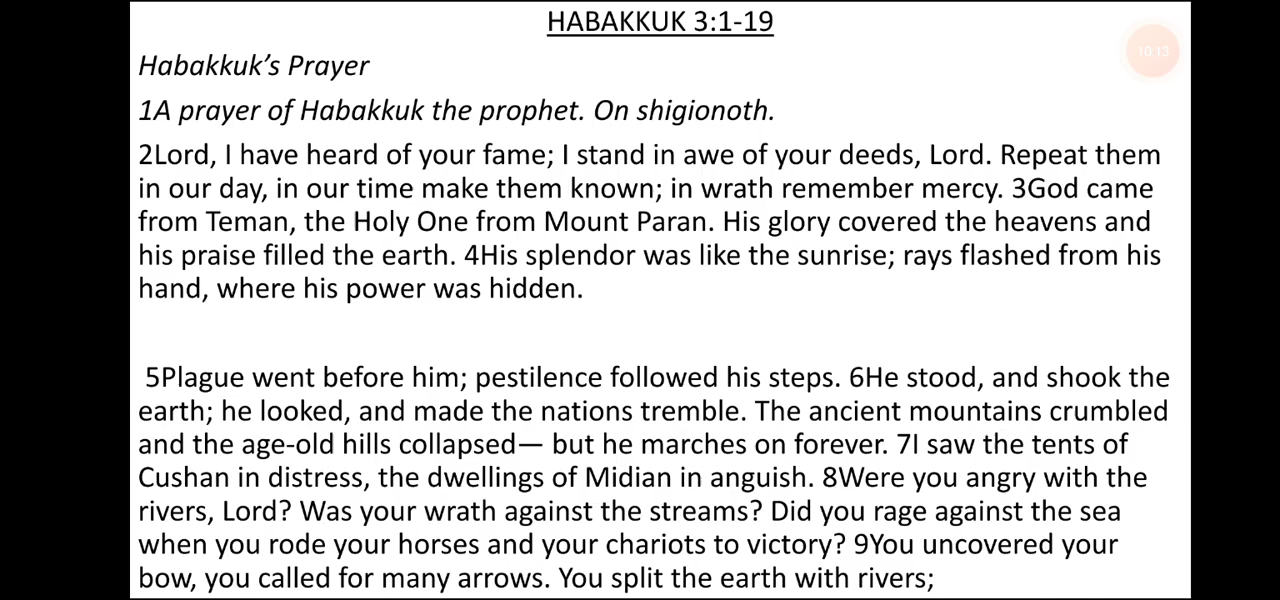 HABAKKUK 3:1-19
10:13
Habakkuk’s Prayer
1A prayer of Habakkuk the prophet. On shigionoth.
2Lord, I have heard of your fame; I stand in awe of your deeds, Lord. Repeat them
in our day, in our time make them known; in wrath remember mercy. 3God came
from Teman, the Holy One from Mount Paran. His glory covered the heavens and
his praise filled the earth. 4His splendor was like the sunrise; rays flashed from his
hand, where his power was hidden.
5Plague went before him; pestilence followed his steps. 6He stood, and shook the
earth; he looked, and made the nations tremble. The ancient mountains crumbled
and the age-old hills collapsed— but he marches on forever. 7I saw the tents of
Cushan in distress, the dwellings of Midian in anguish. 8Were you angry with the
rivers, Lord? Was your wrath against the streams? Did you rage against the sea
when you rode your horses and your chariots to victory? 9You uncovered your
bow, you called for many arrows. You split the earth with rivers;